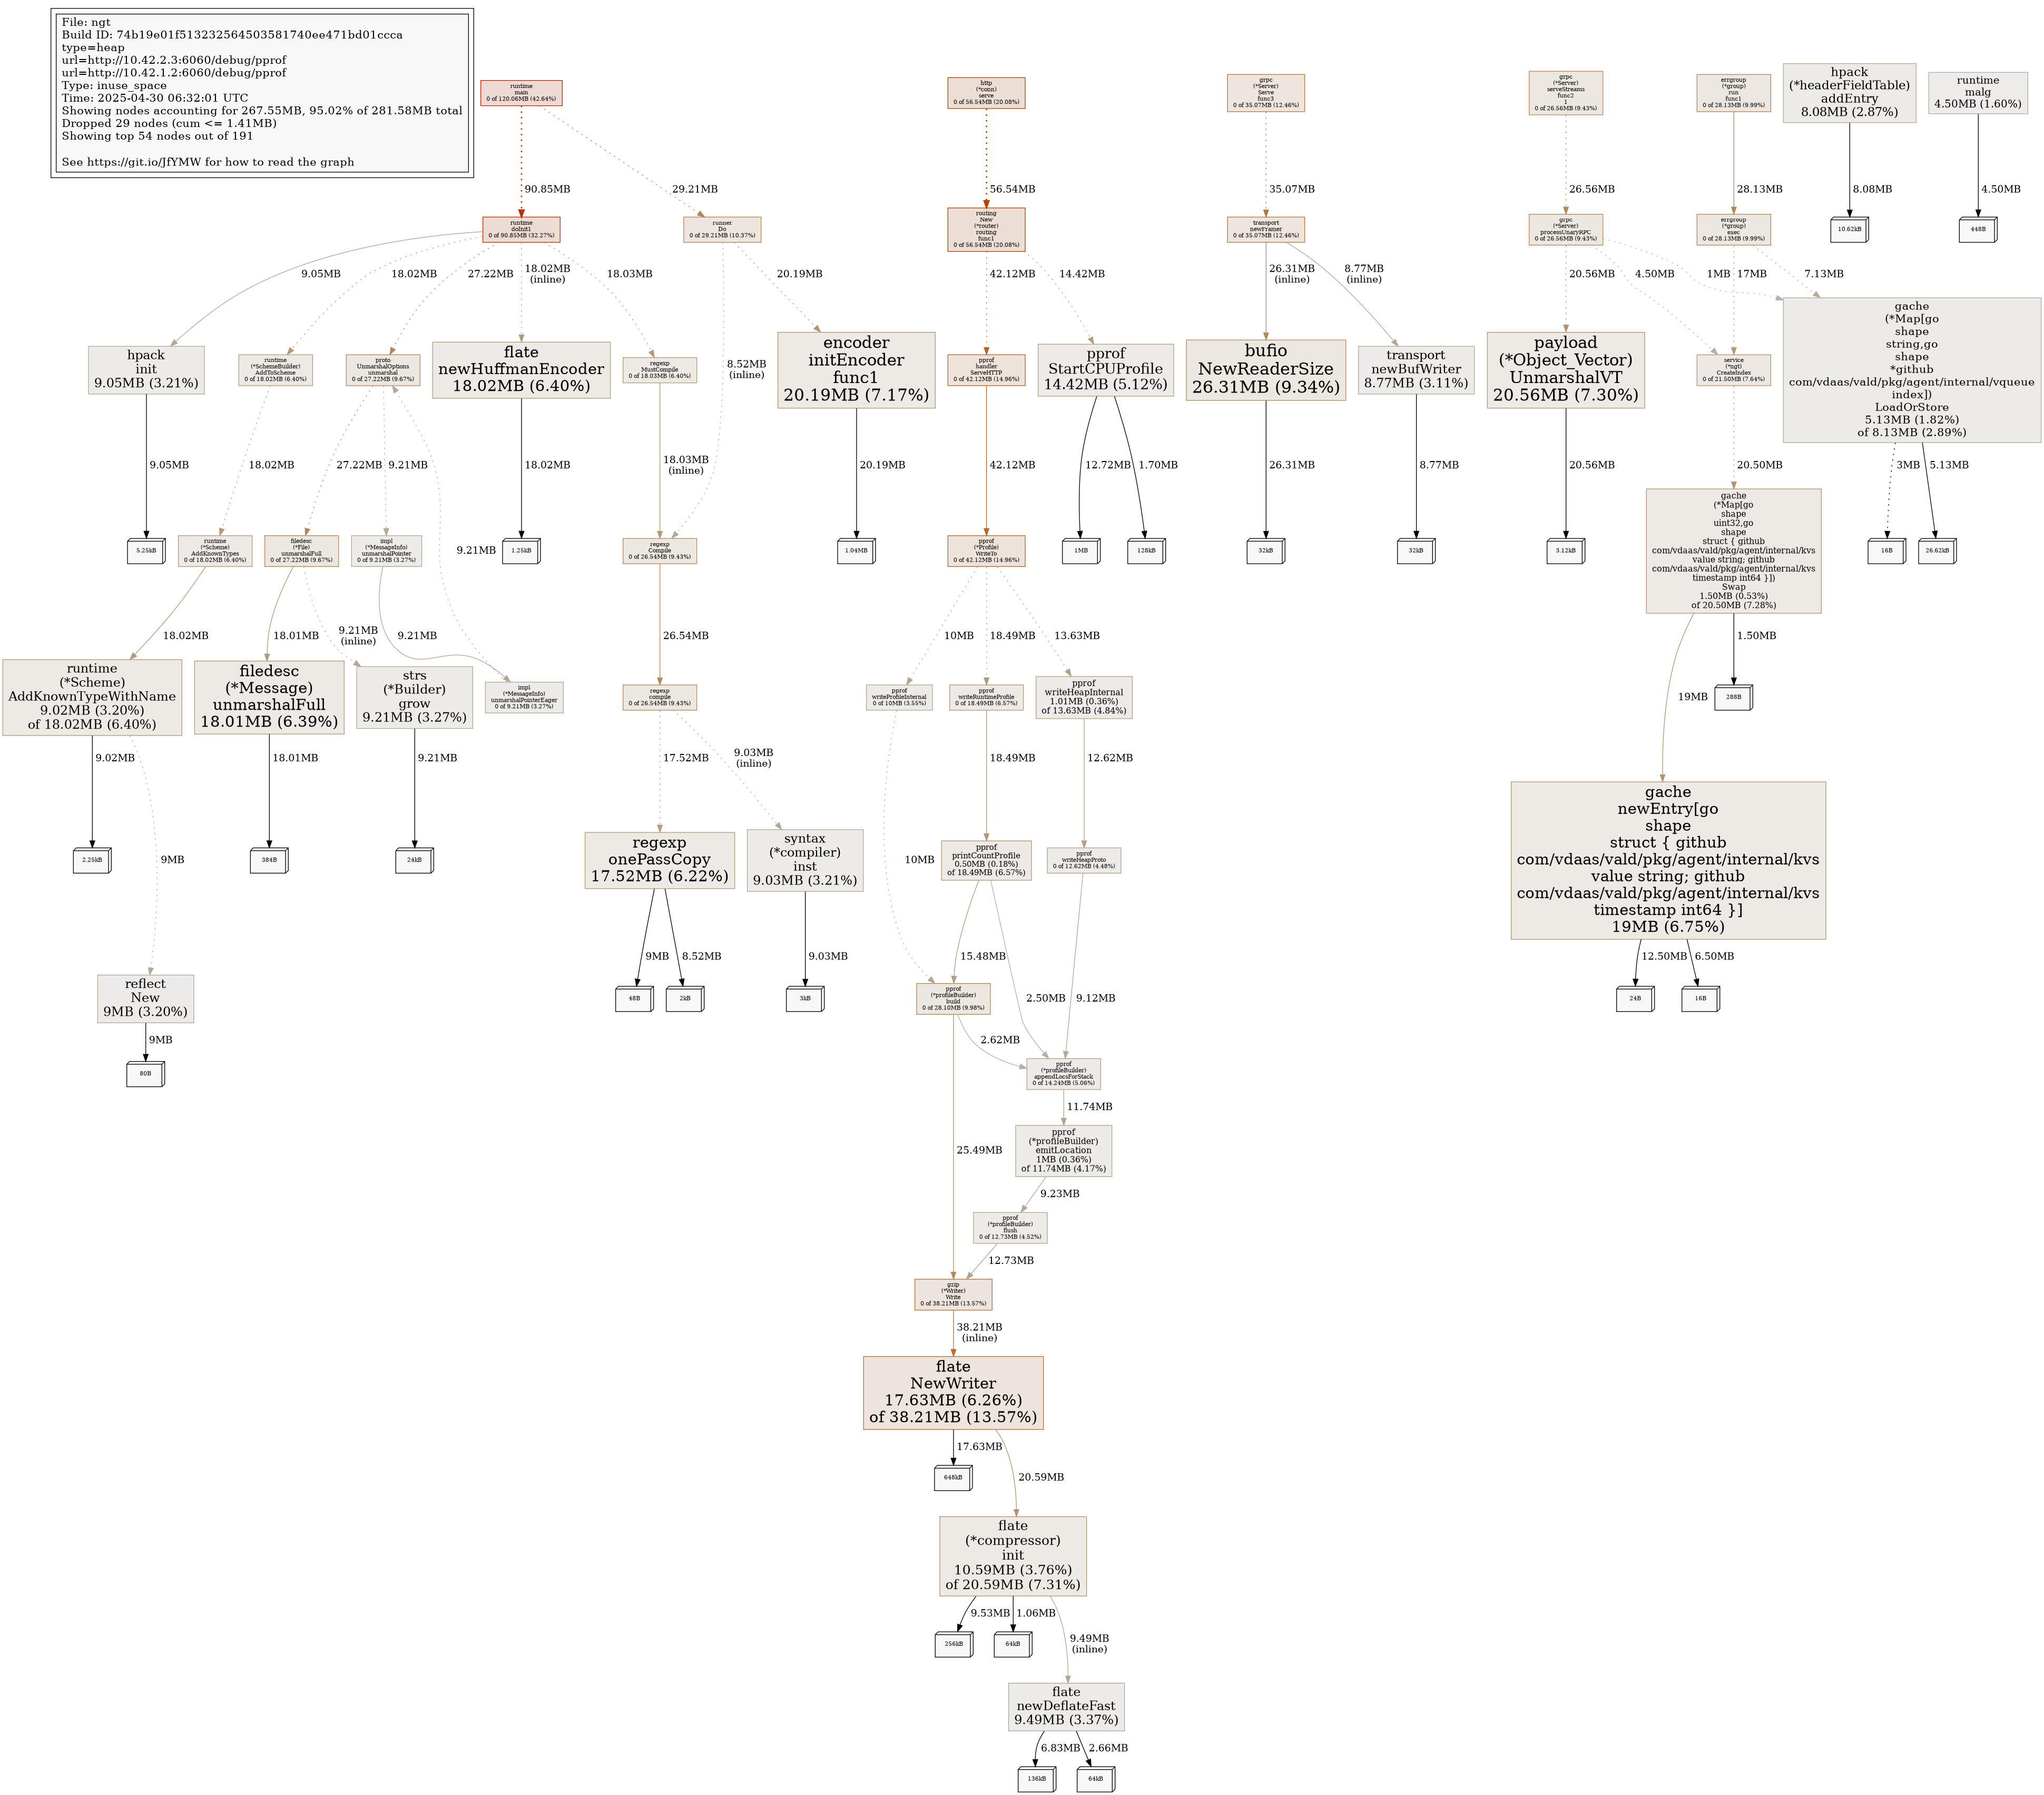 File: ngt
Build ID: 74b19e01f513232564503581740ee471bd01ccca
type=heap
url=http://10.42.2.3:6060/debug/pprof
url=http://10.42.1.2:6060/debug/pprof
Type: inuse_space
Time: 2025-04-30 06:32:01 UTC
Showing nodes accounting for 267.55MB, 95.02% of 281.58MB total
Dropped 29 nodes (cum <= 1.41MB)
Showing top 54 nodes out of 191
See https://git.io/JfYMW for how to read the graph
runtime
main
0 of 120.06MB (42.64%)
http
(*conn)
serve
0 of 56.54MB (20.08%)
grpc
(*Server)
Serve
func3
0 of 35.07MB (12.46%)
grpc
(*Server)
serveStreams
func2
1
0 of 26.56MB (9.43%)
errgroup
(*group)
run
func1
0 of 28.13MB (9.99%)
hpack
(*headerFieldTable)
addEntry
8.08MB (2.87%)
runtime
malg
4.50MB (1.60%)
90.85MB
29.21MB
56.54MB
35.07MB
26.56MB
28.13MB
8.08MB
4.50MB
runtime
doInit1
0 of 90.85MB (32.27%)
runner
Do
0 of 29.21MB (10.37%)
routing
New
(*router)
routing
func1
0 of 56.54MB (20.08%)
transport
newFramer
0 of 35.07MB (12.46%)
grpc
(*Server)
processUnaryRPC
0 of 26.56MB (9.43%)
errgroup
(*group)
exec
0 of 28.13MB (9.99%)
10.62kB
448B
9.05MB
18.02MB
27.22MB
18.02MB
(inline)
18.03MB
8.52MB
(inline)
20.19MB
42.12MB
14.42MB
26.31MB
(inline)
8.77MB
(inline)
20.56MB
4.50MB
1MB
17MB
7.13MB
hpack
init
9.05MB (3.21%)
runtime
(*SchemeBuilder)
AddToScheme
0 of 18.02MB (6.40%)
proto
UnmarshalOptions
unmarshal
0 of 27.22MB (9.67%)
flate
newHuffmanEncoder
18.02MB (6.40%)
regexp
MustCompile
0 of 18.03MB (6.40%)
encoder
initEncoder
func1
20.19MB (7.17%)
pprof
handler
ServeHTTP
0 of 42.12MB (14.96%)
pprof
StartCPUProfile
14.42MB (5.12%)
bufio
NewReaderSize
26.31MB (9.34%)
transport
newBufWriter
8.77MB (3.11%)
payload
(*Object_Vector)
UnmarshalVT
20.56MB (7.30%)
service
(*ngt)
CreateIndex
0 of 21.50MB (7.64%)
gache
(*Map[go
shape
string,go
shape
*github
com/vdaas/vald/pkg/agent/internal/vqueue
index])
LoadOrStore
5.13MB (1.82%)
of 8.13MB (2.89%)
9.05MB
18.02MB
27.22MB
9.21MB
9.21MB
18.02MB
18.03MB
(inline)
20.19MB
42.12MB
12.72MB
1.70MB
26.31MB
8.77MB
20.56MB
20.50MB
3MB
5.13MB
5.25kB
runtime
(*Scheme)
AddKnownTypes
0 of 18.02MB (6.40%)
filedesc
(*File)
unmarshalFull
0 of 27.22MB (9.67%)
impl
(*MessageInfo)
unmarshalPointer
0 of 9.21MB (3.27%)
1.25kB
regexp
Compile
0 of 26.54MB (9.43%)
1.04MB
pprof
(*Profile)
WriteTo
0 of 42.12MB (14.96%)
1MB
128kB
32kB
32kB
3.12kB
gache
(*Map[go
shape
uint32,go
shape
struct { github
com/vdaas/vald/pkg/agent/internal/kvs
value string; github
com/vdaas/vald/pkg/agent/internal/kvs
timestamp int64 }])
Swap
1.50MB (0.53%)
of 20.50MB (7.28%)
16B
26.62kB
18.02MB
18.01MB
9.21MB
(inline)
9.21MB
26.54MB
10MB
18.49MB
13.63MB
19MB
1.50MB
runtime
(*Scheme)
AddKnownTypeWithName
9.02MB (3.20%)
of 18.02MB (6.40%)
filedesc
(*Message)
unmarshalFull
18.01MB (6.39%)
strs
(*Builder)
grow
9.21MB (3.27%)
impl
(*MessageInfo)
unmarshalPointerEager
0 of 9.21MB (3.27%)
regexp
compile
0 of 26.54MB (9.43%)
pprof
writeProfileInternal
0 of 10MB (3.55%)
pprof
writeRuntimeProfile
0 of 18.49MB (6.57%)
pprof
writeHeapInternal
1.01MB (0.36%)
of 13.63MB (4.84%)
288B
9.02MB
9MB
18.01MB
9.21MB
17.52MB
9.03MB
(inline)
10MB
18.49MB
12.62MB
2.25kB
384B
24kB
regexp
onePassCopy
17.52MB (6.22%)
syntax
(*compiler)
inst
9.03MB (3.21%)
pprof
printCountProfile
0.50MB (0.18%)
of 18.49MB (6.57%)
pprof
writeHeapProto
0 of 12.62MB (4.48%)
gache
newEntry[go
shape
struct { github
com/vdaas/vald/pkg/agent/internal/kvs
value string; github
com/vdaas/vald/pkg/agent/internal/kvs
timestamp int64 }]
19MB (6.75%)
9MB
8.52MB
9.03MB
15.48MB
2.50MB
9.12MB
12.50MB
6.50MB
reflect
New
9MB (3.20%)
48B
2kB
3kB
pprof
(*profileBuilder)
build
0 of 28.10MB (9.98%)
24B
16B
9MB
2.62MB
80B
pprof
(*profileBuilder)
appendLocsForStack
0 of 14.24MB (5.06%)
11.74MB
25.49MB
pprof
(*profileBuilder)
emitLocation
1MB (0.36%)
of 11.74MB (4.17%)
9.23MB
pprof
(*profileBuilder)
flush
0 of 12.73MB (4.52%)
12.73MB
gzip
(*Writer)
Write
0 of 38.21MB (13.57%)
38.21MB
(inline)
flate
NewWriter
17.63MB (6.26%)
of 38.21MB (13.57%)
17.63MB
20.59MB
648kB
flate
(*compressor)
init
10.59MB (3.76%)
of 20.59MB (7.31%)
9.53MB
1.06MB
9.49MB
(inline)
256kB
64kB
flate
newDeflateFast
9.49MB (3.37%)
6.83MB
2.66MB
136kB
64kB